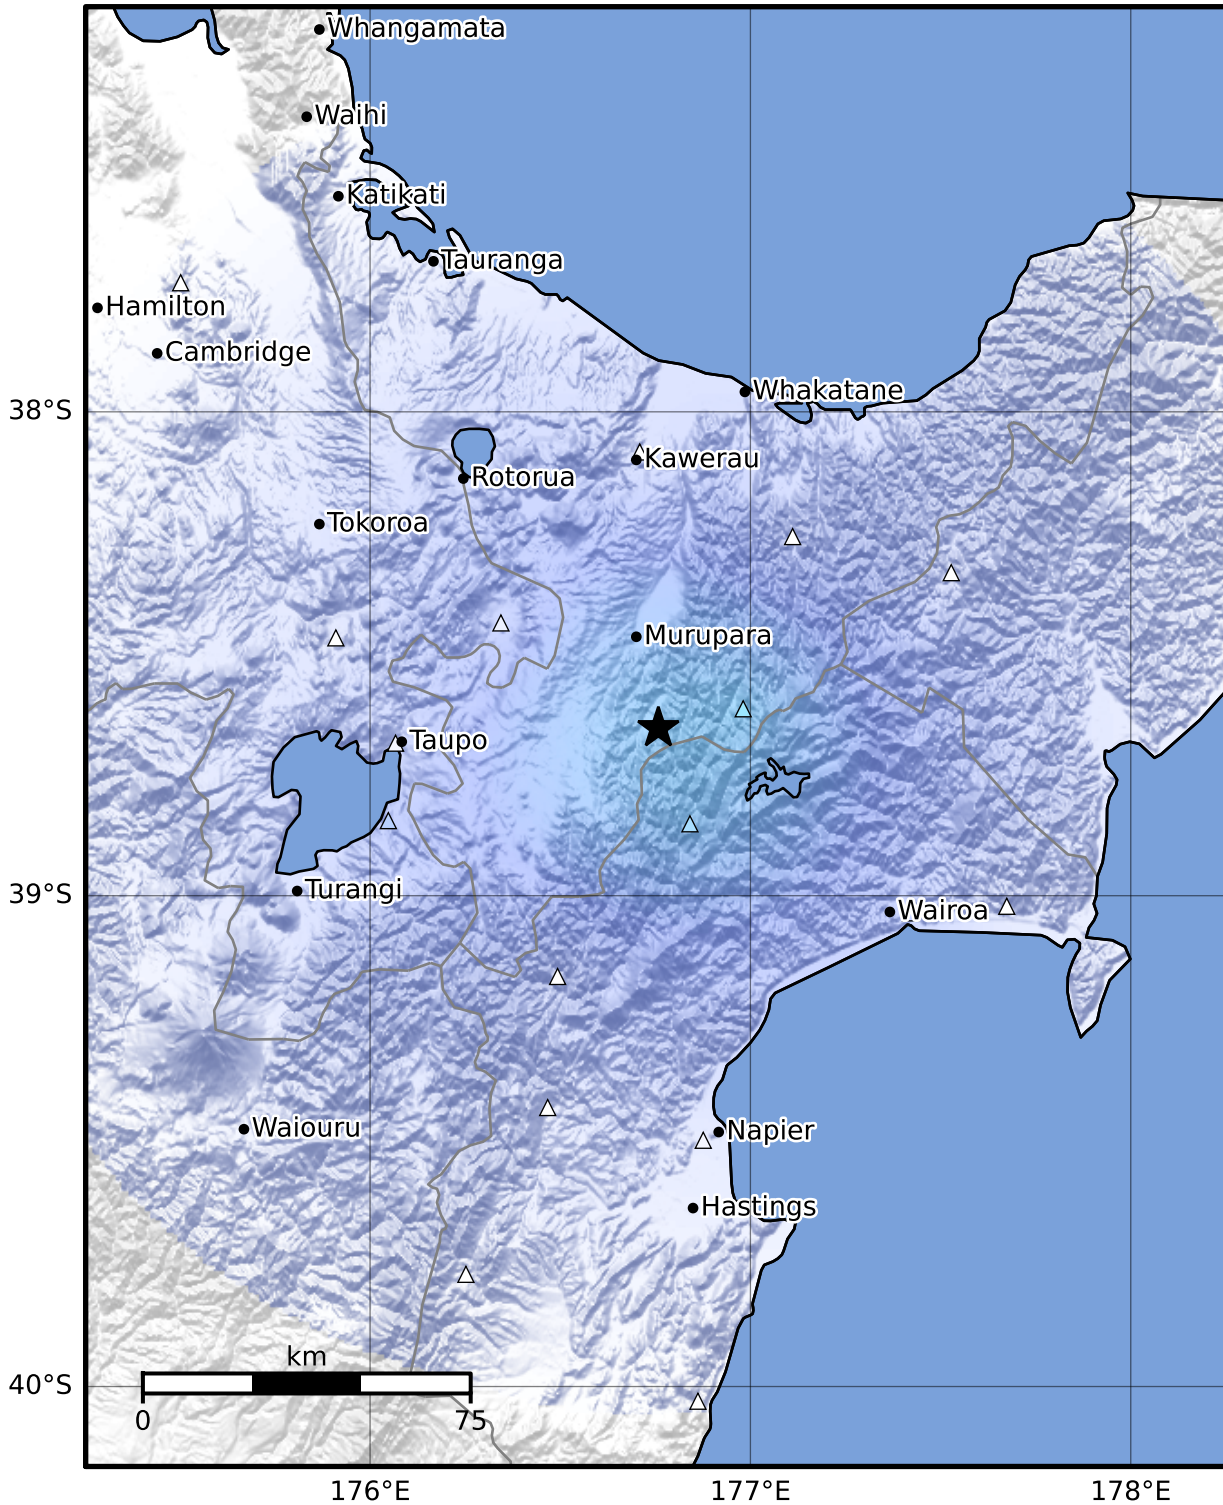 Whangamata
Waihi
Katikati
Tauranga
Hamilton
Cambridge
Whakatane
38°S
Kawerau
Rotorua
Tokoroa
Murupara
Taupo
Turangi
39°S
Wairoa
Waiouru
Napier
Hastings
km
40°S
0
75
176°E
177°E
178°E